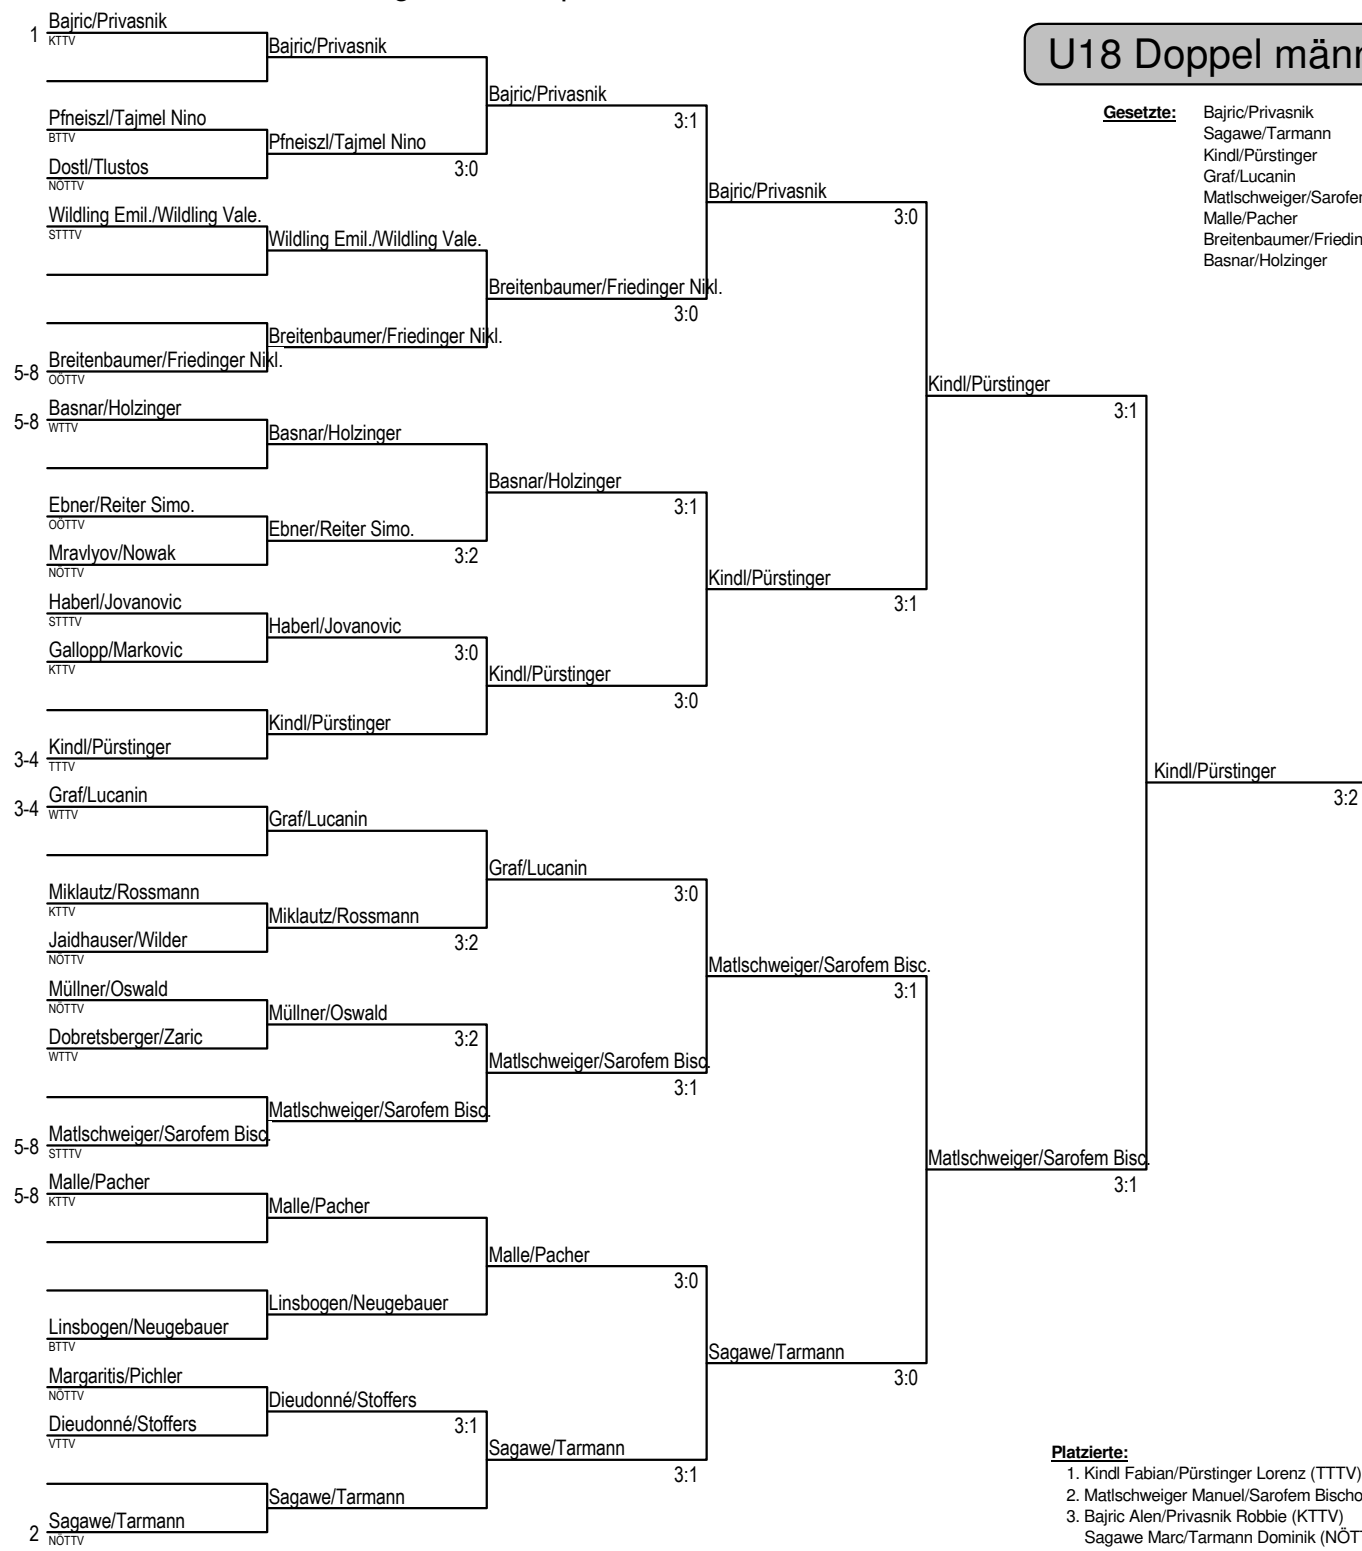 1 Bajric/Privasnik
KTTV
Bajric/Privasnik
Bajric/Privasnik
3:1
Pfneiszl/Tajmel Nino
BTTV
Pfneiszl/Tajmel Nino
3:0
Dostl/Tlustos
NÖTTV
Bajric/Privasnik
3:0
Wildling Emil./Wildling Vale.
STTTV
Wildling Emil./Wildling Vale.
Breitenbaumer/Friedinger Nikl.
3:0
Breitenbaumer/Friedinger Nikl.
5-8 Breitenbaumer/Friedinger Nikl.
OÖTTV
Kindl/Pürstinger
3:1
5-8 Basnar/Holzinger
WTTV
Basnar/Holzinger
Basnar/Holzinger
3:1
Ebner/Reiter Simo.
OÖTTV
Ebner/Reiter Simo.
3:2
Mravlyov/Nowak
NÖTTV
Kindl/Pürstinger
3:1
Haberl/Jovanovic
STTTV
Haberl/Jovanovic
3:0
Gallopp/Markovic
KTTV
Kindl/Pürstinger
3:0
Kindl/Pürstinger
3-4 Kindl/Pürstinger
TTTV
Kindl/Pürstinger
3:2
3-4 Graf/Lucanin
WTTV
Graf/Lucanin
Graf/Lucanin
3:0
Miklautz/Rossmann
KTTV
Miklautz/Rossmann
3:2
Jaidhauser/Wilder
NÖTTV
Matlschweiger/Sarofem Bisc.
3:1
Müllner/Oswald
NÖTTV
Müllner/Oswald
3:2
Dobretsberger/Zaric
WTTV
Matlschweiger/Sarofem Bisc.
3:1
Matlschweiger/Sarofem Bisc.
5-8 Matlschweiger/Sarofem Bisc.
STTTV
Matlschweiger/Sarofem Bisc.
3:1
5-8 Malle/Pacher
KTTV
Malle/Pacher
Malle/Pacher
3:0
Linsbogen/Neugebauer
Linsbogen/Neugebauer
BTTV
Sagawe/Tarmann
3:0
Margaritis/Pichler
NÖTTV
Dieudonné/Stoffers
3:1
Dieudonné/Stoffers
VTTV
Sagawe/Tarmann
3:1
Sagawe/Tarmann
2 Sagawe/Tarmann
NÖTTV
U18 Doppel männ
Gesetzte: Bajric/Privasnik
Sagawe/Tarmann
Kindl/Pürstinger
Graf/Lucanin
Matlschweiger/Sarofe
Malle/Pacher
Breitenbaumer/Friedin
Basnar/Holzinger
Platzierte:
1. Kindl Fabian/Pürstinger Lorenz (TTTV)
2. Matlschweiger Manuel/Sarofem Bischo
3. Bajric Alen/Privasnik Robbie (KTTV)
Sagawe Marc/Tarmann Dominik (NÖT